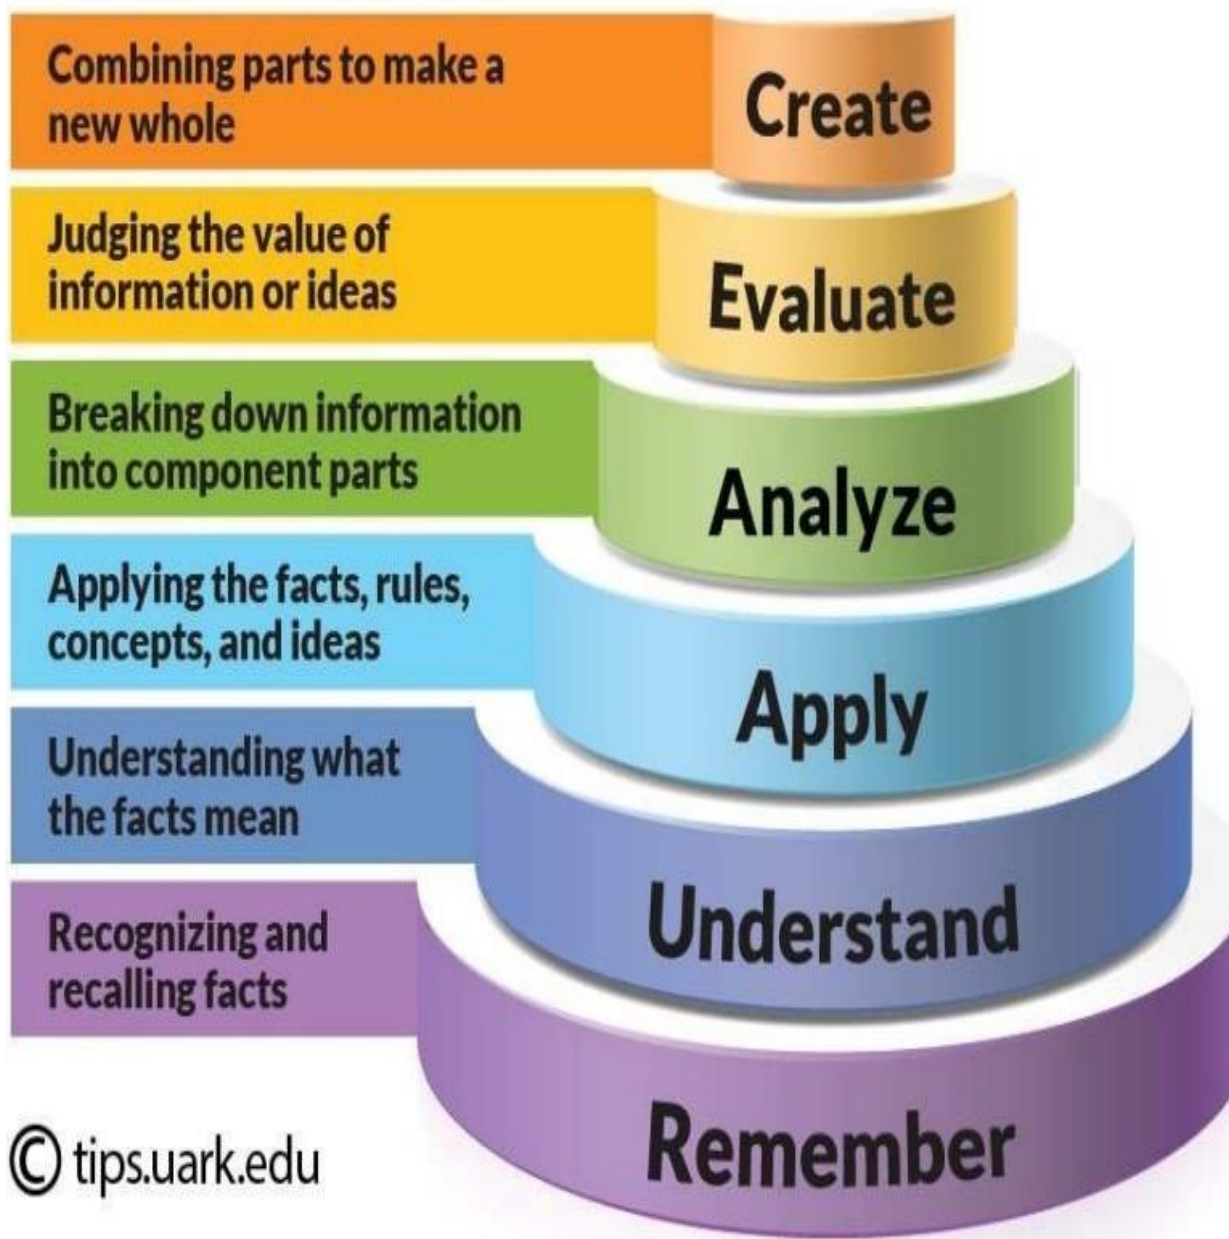 Combining parts to make a
new whole
Create
Judging the value of
information or ideas
Evaluate
Breaking down information
into component parts
Analyze
Applying the facts, rules,
concepts, and ideas
Apply
Understanding what
the facts mean
Understand
Recognizing and
recalling facts
Remember
© tips.uark.edu